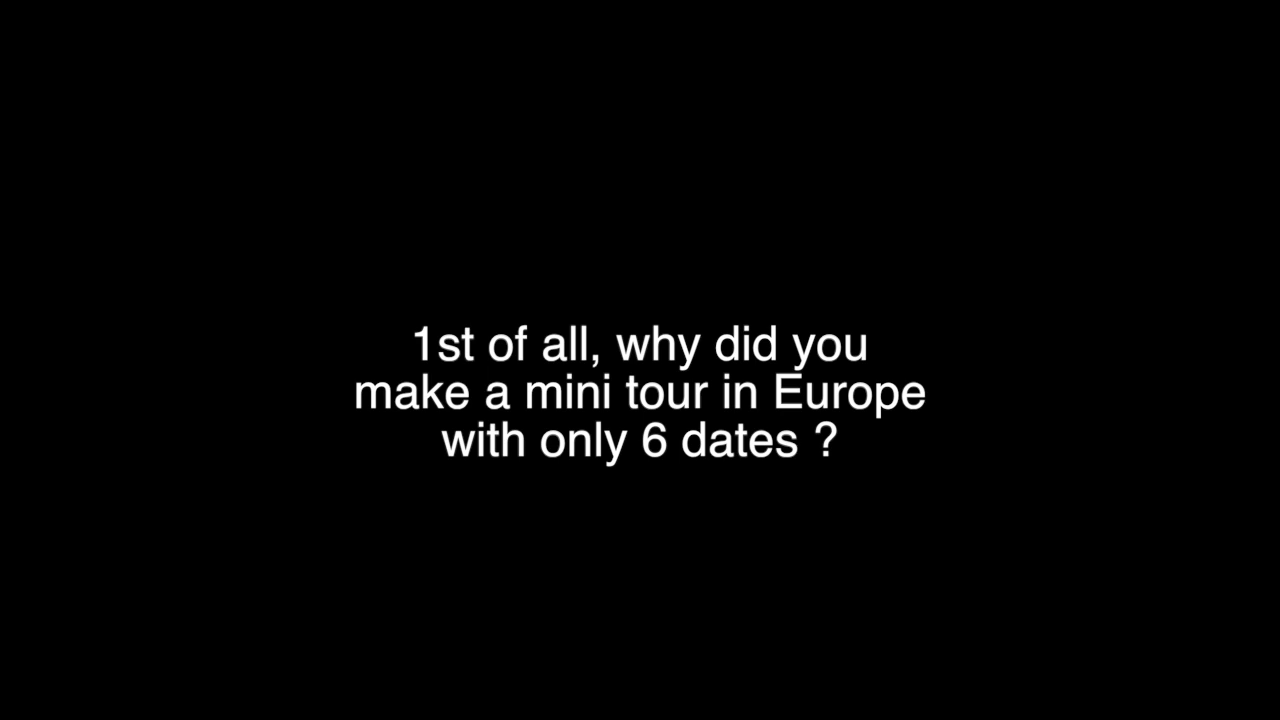 1st of all, why did you
make a mini tour in Europe
with only 6 dates ?